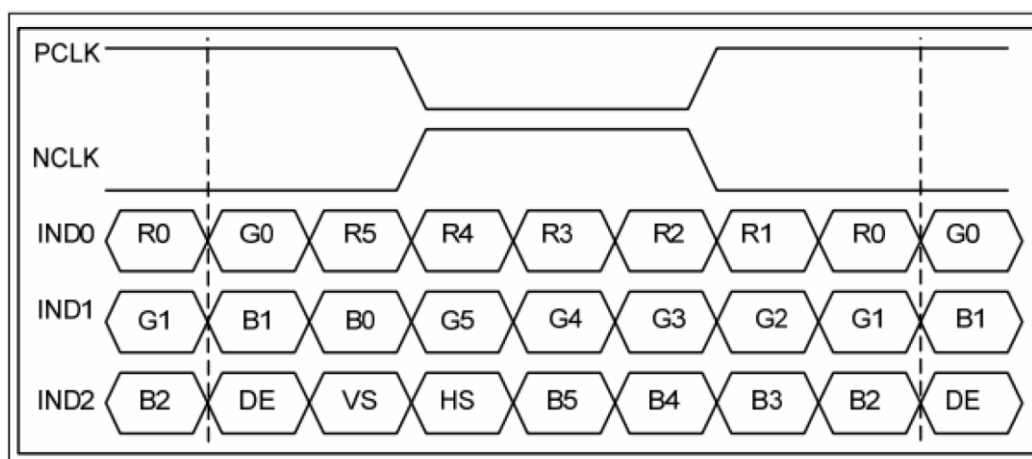 PCLK
NCLK
IND0 R0 G0 R5 R4 R3 R2 R1 R0 G0
IND1 G1 B1 B0 G5 G4 G3 G2 G1 B1
IND2 B2 DE VS HS B5 B4 B3 B2 DE